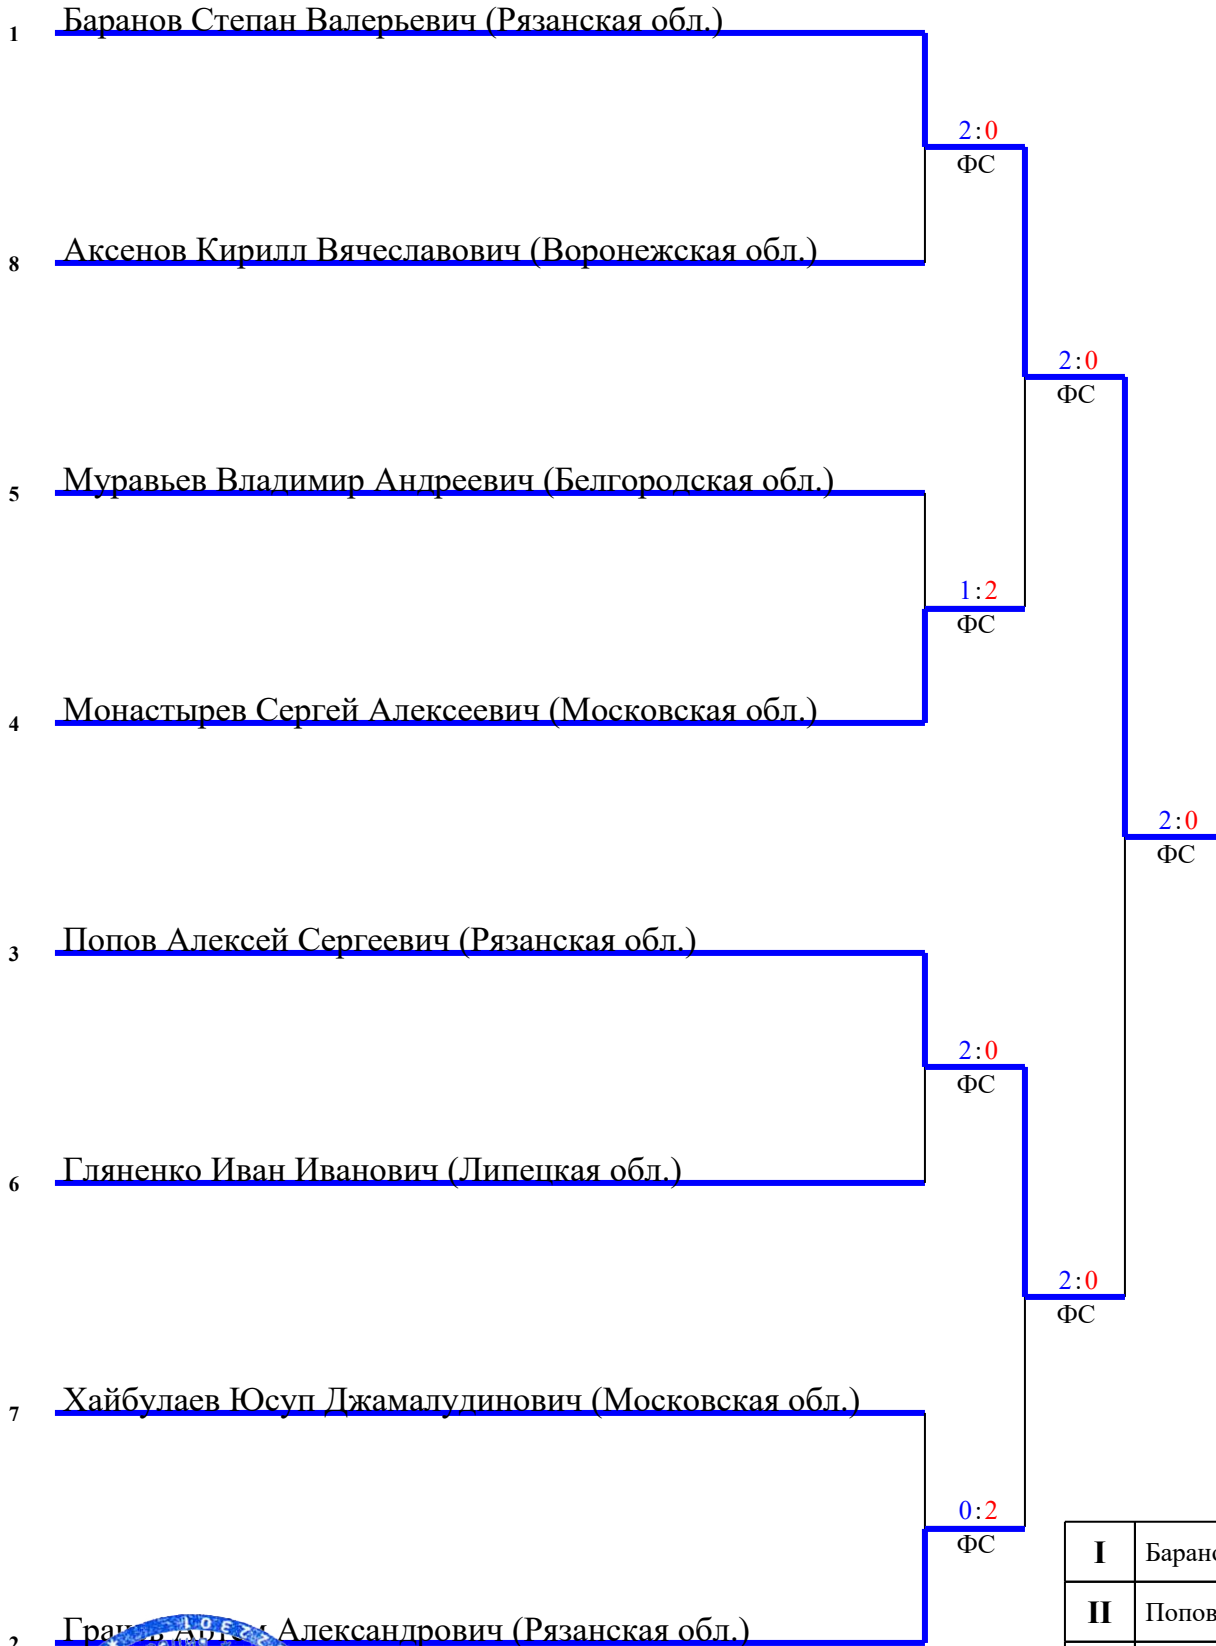 1 Баранов Степан Валерьевич (Рязанская обл.)
2:0
ФС
8 Аксенов Кирилл Вячеславович (Воронежская обл.)
2:0
ФС
5 Муравьев Владимир Андреевич (Белгородская обл.)
1:2
ФС
4 Монастырев Сергей Алексеевич (Московская обл.)
2:0
ФС
3 Попов Алексей Сергеевич (Рязанская обл.)
2:0
ФС
6 Гляненко Иван Иванович (Липецкая обл.)
2:0
ФС
7 Хайбулаев Юсуп Джамалудинович (Московская обл.)
0:2
ФС
I
II Попов
2 Александрович (Рязанская обл.)